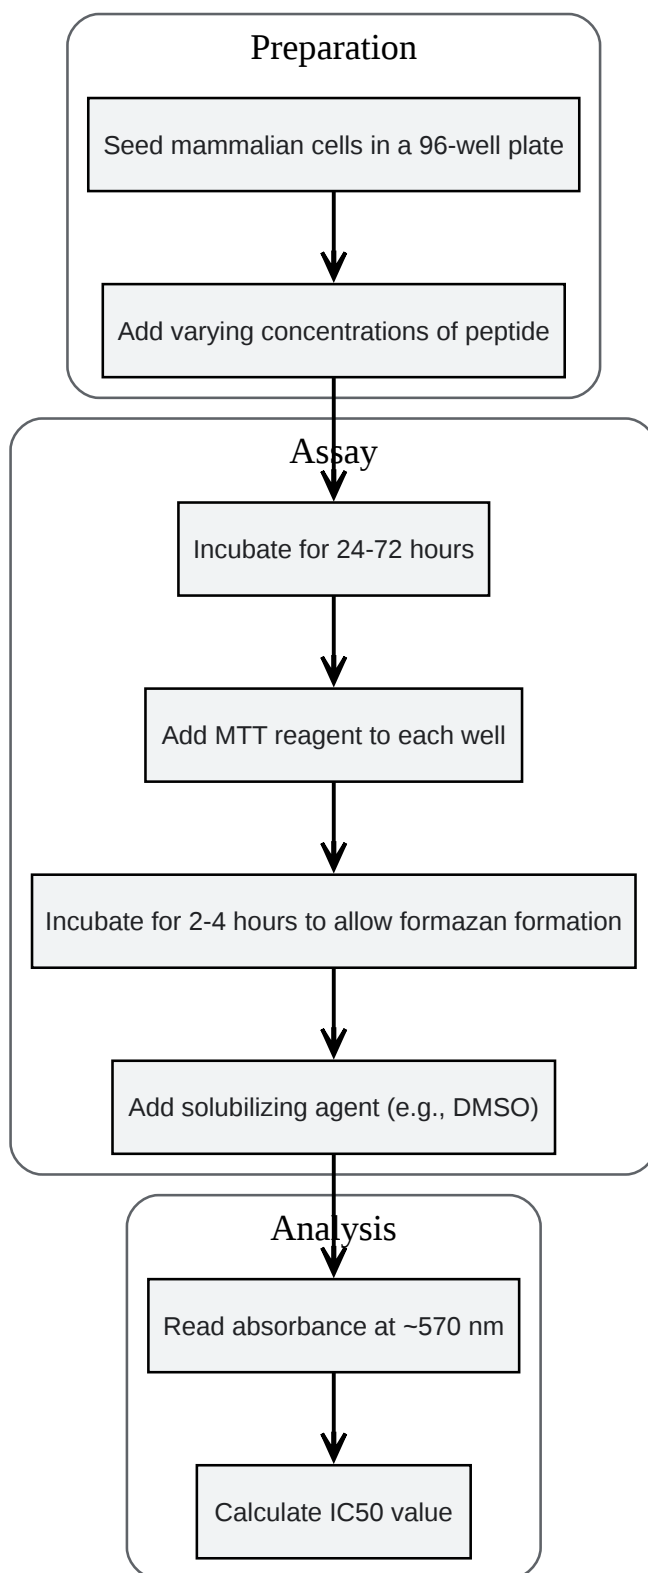 Preparation
Seed mammalian cells in a 96-well plate
Add varying concentrations of peptide
Assay
Incubate for 24-72 hours
Add MTT reagent to each well
Incubate for 2-4 hours to allow formazan formation
Add solubilizing agent (e.g., DMSO)
Analysis
Read absorbance at ~570 nm
Calculate IC50 value